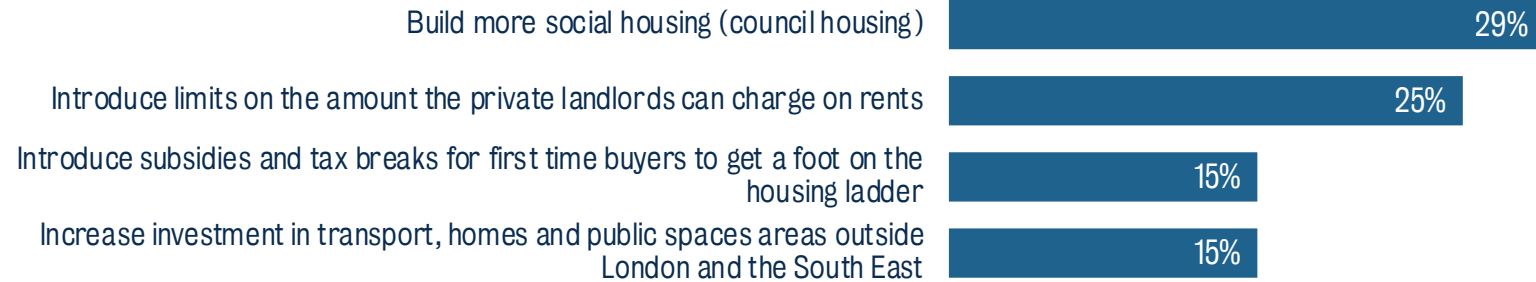 Build more social housing (council housing) 29%
Introduce limits on the amount the private landlords can charge on rents 25%
Introduce subsidies and tax breaks for first time buyers to get a foot on the
housing ladder 15%
Increase investment in transport, homes and public spaces areas outside
London and the South East 15%